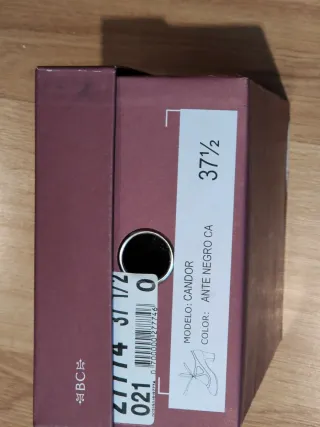 BC
37½
MODELO: CANDOR
COLOR: ANTE NEGRO CA
27774 37 1/2
021 0